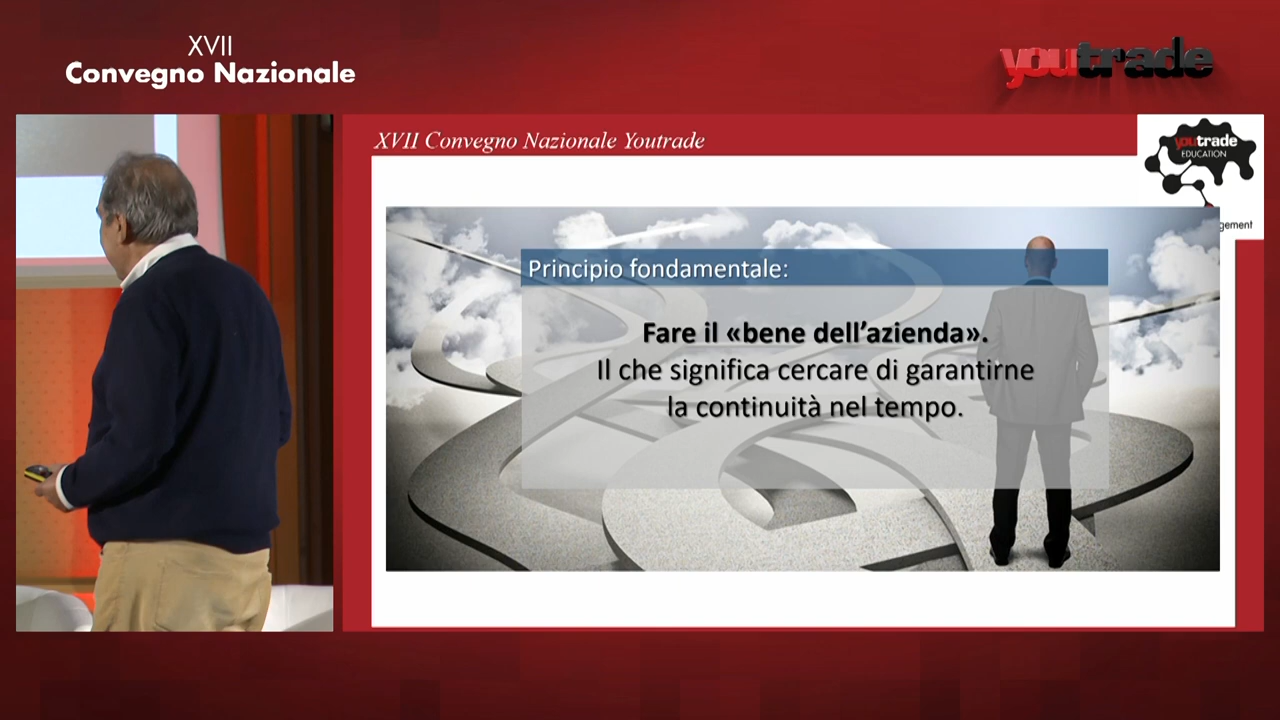 XVII
Convegno Nazionale
youtrade
XVII Convegno Nazionale Youtrade
youtrade
EDUCATION
gement
Principio fondamentale:
Fare il «bene dell’azienda».
Il che significa cercare di garantirne
la continuità nel tempo.